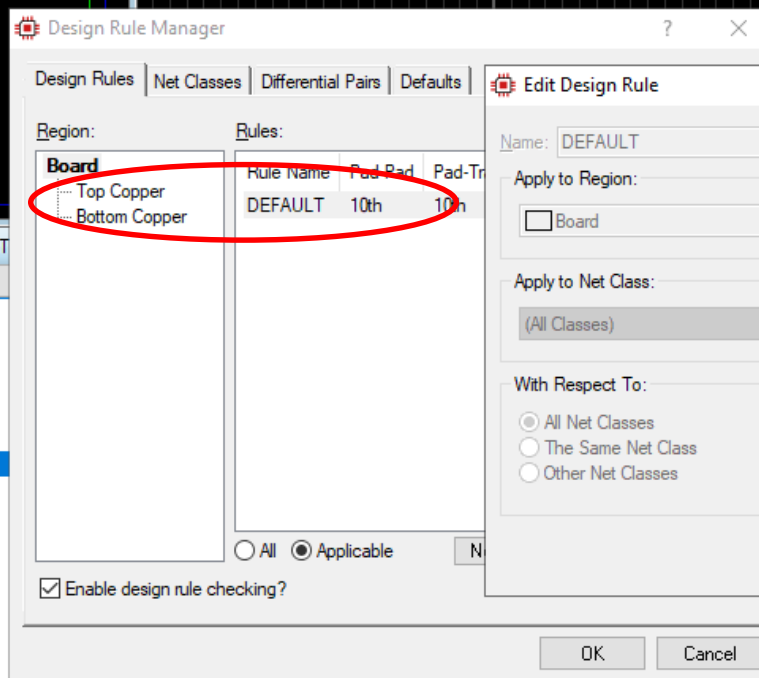 Design Rule Manager
Design Rules Net Classes Differential Pairs Defaults
Region:
Board
Top Copper
Bottom Copper
Rules:
Rule Name Pad-Pad Pad-Tr
DEFAULT 10th 10th
All Applicable
N
Enable design rule checking?
Edit Design Rule
Name: DEFAULT
Apply to Region:
Board
Apply to Net Class:
(All Classes)
With Respect To:
All Net Classes
The Same Net Class
Other Net Classes
OK Cancel